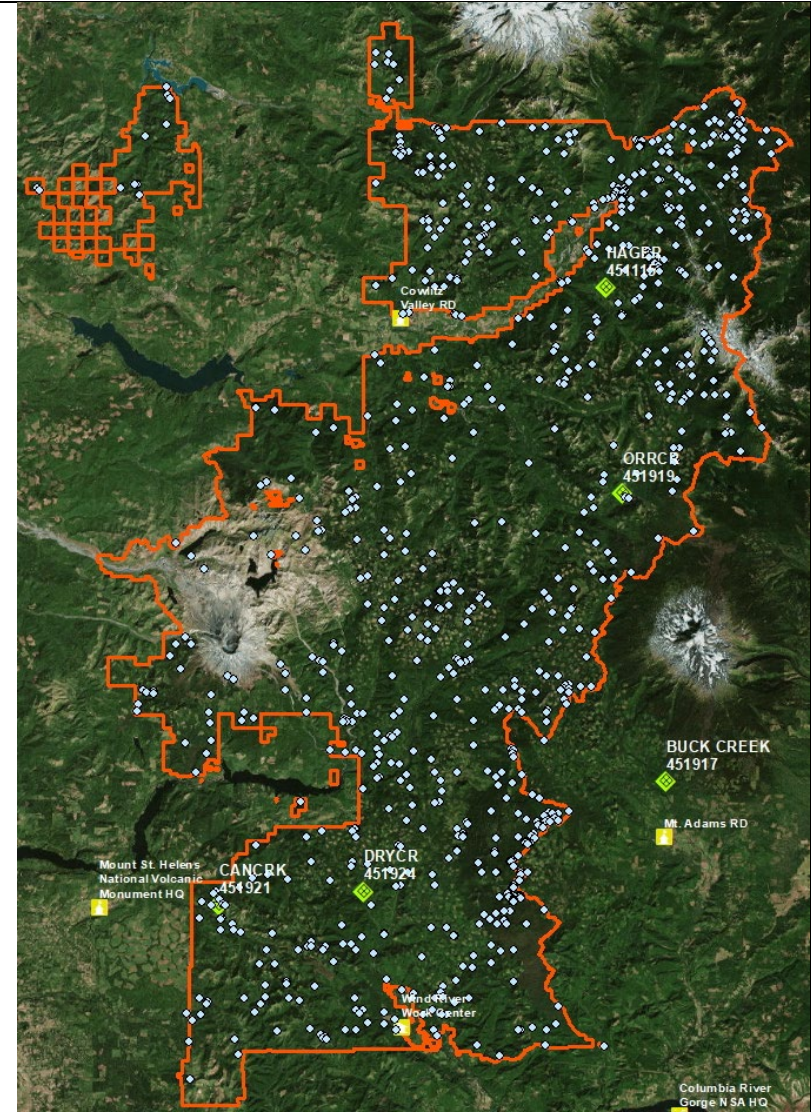 HAGER
451115
Cowlitz
Valley RD
ORRCR
451919
BUCK CREEK
451917
Mt. Adams RD
Mount St. Helens
National Volcanic
Monument HQ
CANCRK
451921
DRYCR
451924
Wind River
Work Center
Columbia River
Gorge NSA HQ